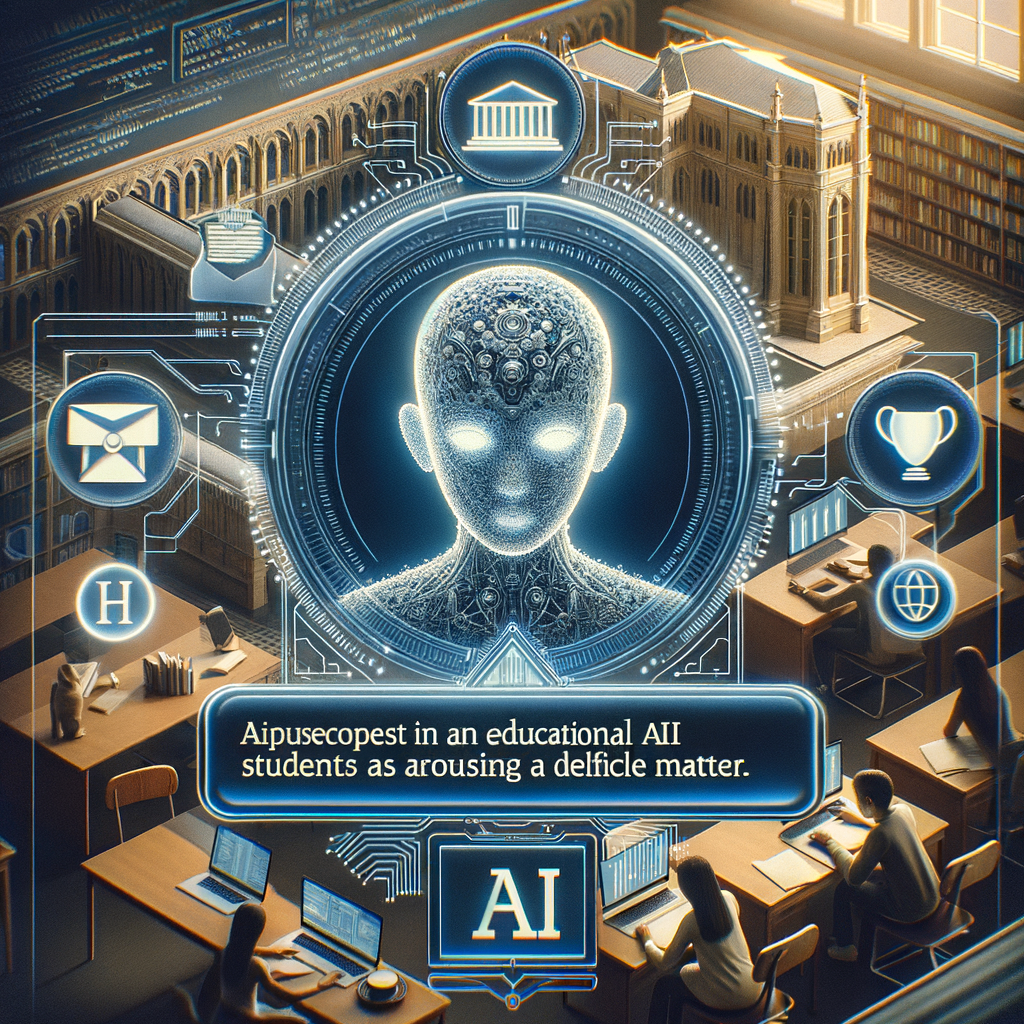 H
Aipusecopest in an educational AII
students as arousing a delficle matter.
AI